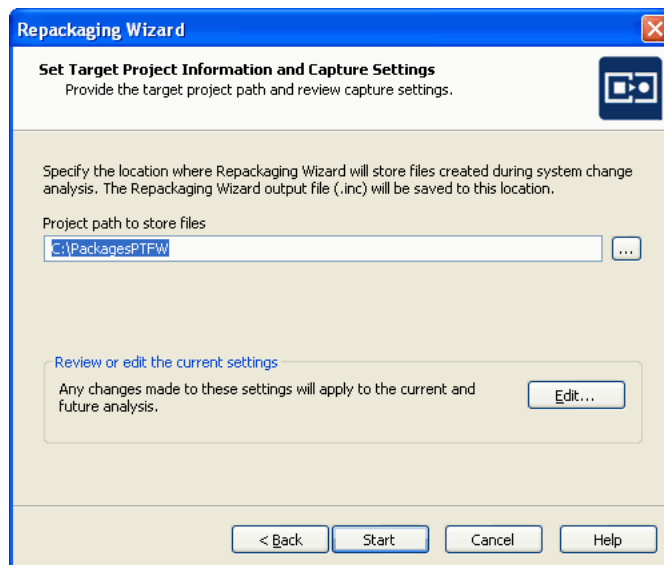 Repackaging Wizard
Set Target Project Information and Capture Settings
Provide the target project path and review capture settings.
Specify the location where Repackaging Wizard will store files created during system change
analysis. The Repackaging Wizard output file (.inc) will be saved to this location.
Project path to store files
C:\PackagesPTFW
...
Review or edit the current settings
Any changes made to these settings will apply to the current and
future analysis.
Edit...
< Back
Start
Cancel
Help